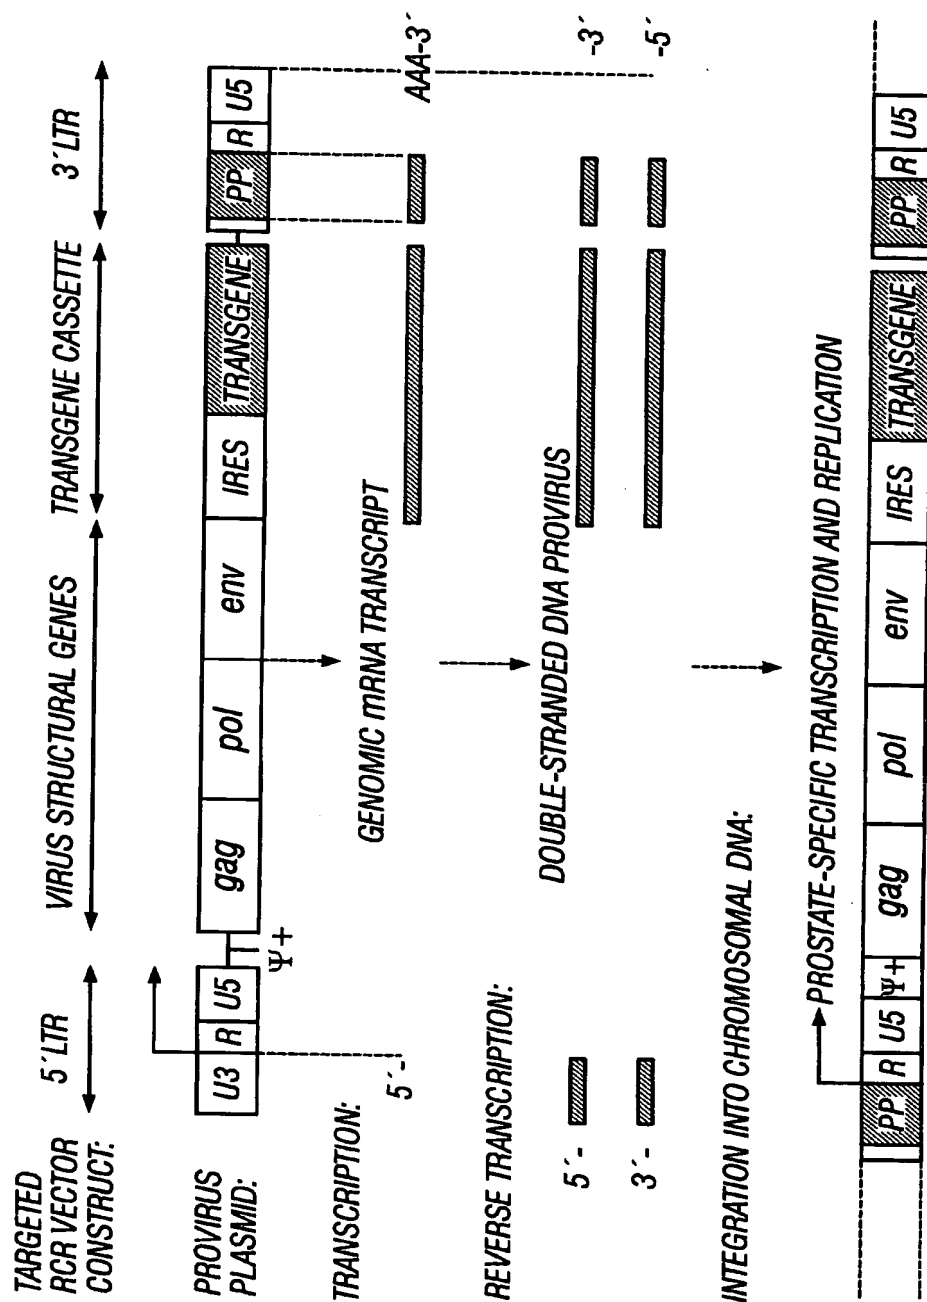 TARGETED
RCR VECTOR
CONSTRUCT:
5´LTR
VIRUS STRUCTURAL GENES
TRANSGENE CASSETTE
3´LTR
PROVIRUS
PLASMID:
U3
R
U5
Ψ+
gag
pol
env
IRES
TRANSGENE
PP
R
U5
TRANSCRIPTION:
5´-
GENOMIC mRNA TRANSCRIPT
AAA-3´
REVERSE TRANSCRIPTION:
DOUBLE-STRANDED DNA PROVIRUS
5´-
-3´
3´-
-5´
INTEGRATION INTO CHROMOSOMAL DNA:
PROSTATE-SPECIFIC TRANSCRIPTION AND REPLICATION
PP
R
U5
Ψ+
gag
pol
env
IRES
TRANSGENE
PP
R
U5